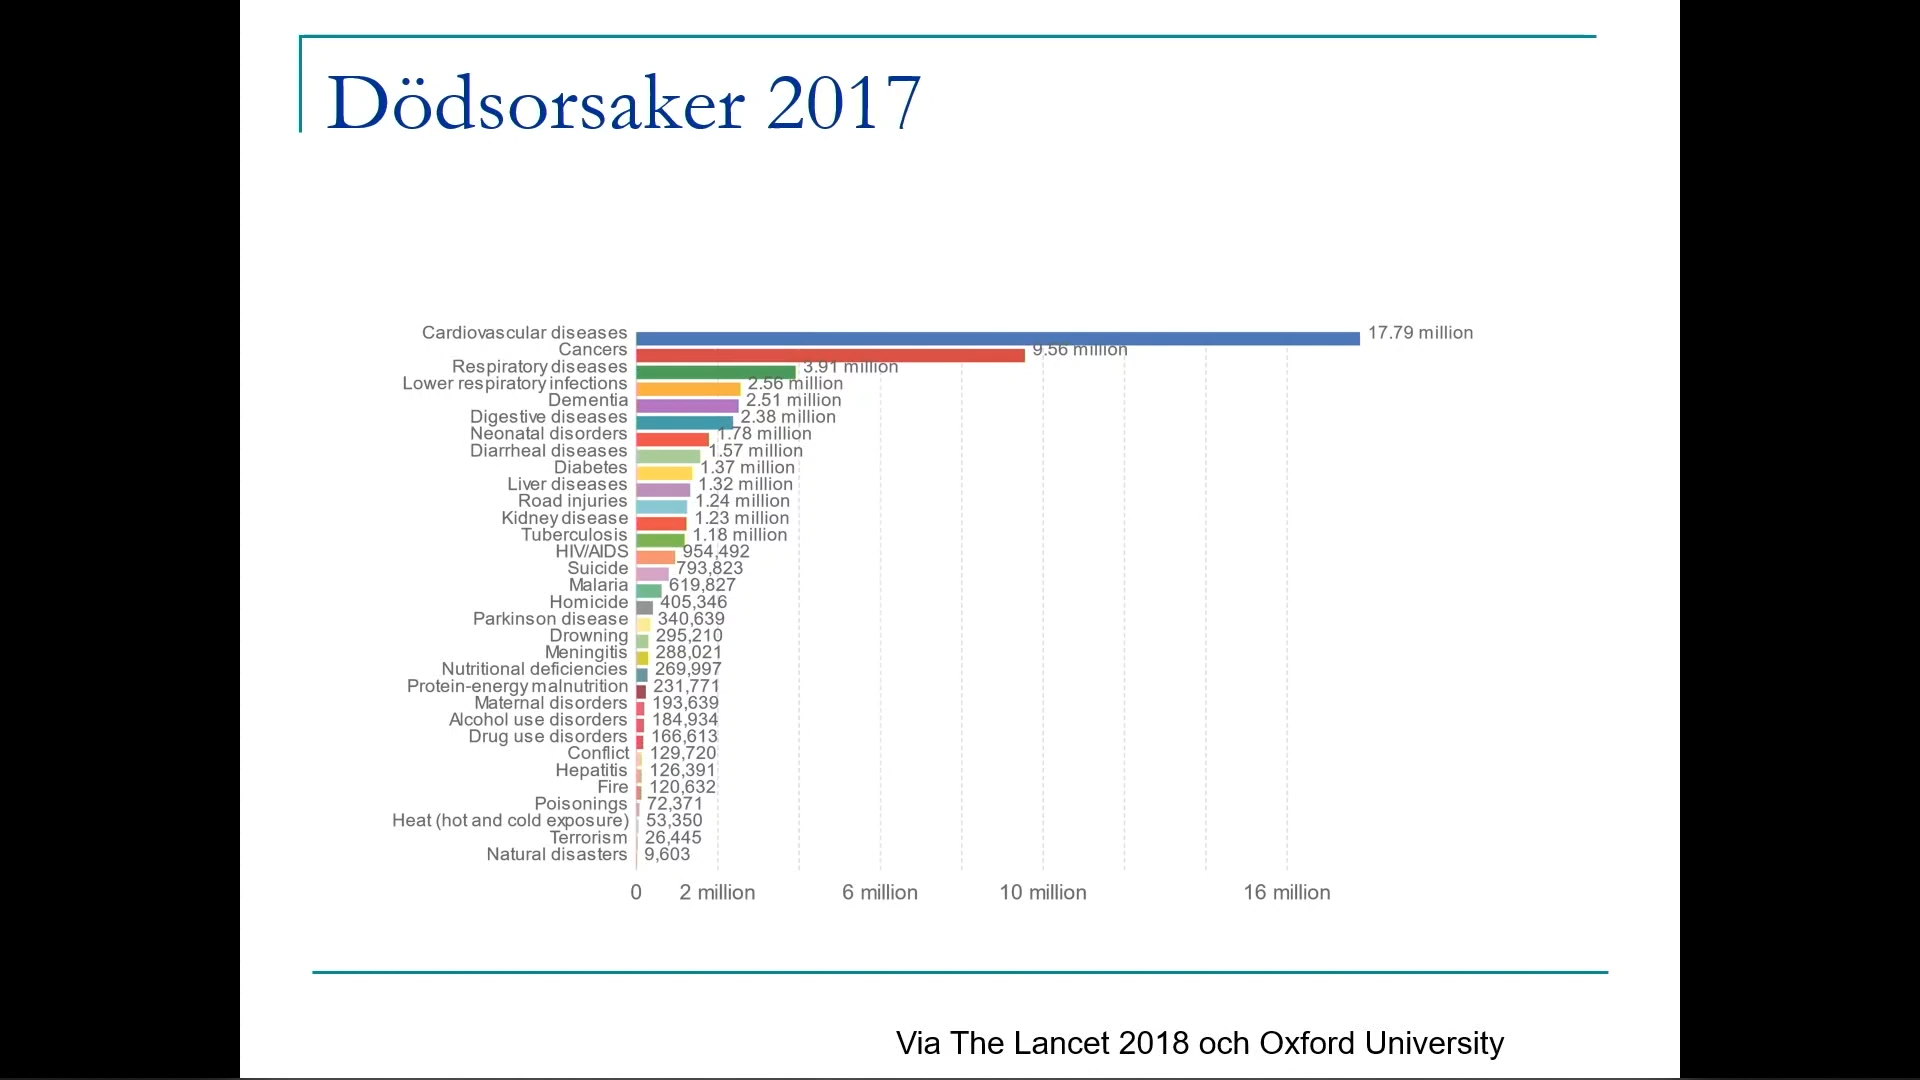 Dödsorsaker 2017
Cardiovascular diseases 17.79 million
Cancers 9.56 million
Respiratory diseases 3.91 million
Lower respiratory infections 2.56 million
Dementia 2.51 million
Digestive diseases 2.38 million
Neonatal disorders 1.78 million
Diarrheal diseases 1.57 million
Diabetes 1.37 million
Liver diseases 1.32 million
Road injuries 1.24 million
Kidney disease 1.23 million
Tuberculosis 1.18 million
HIV/AIDS 954,492
Suicide 793,823
Malaria 619,827
Homicide 405,346
Parkinson disease 340,639
Drowning 295,210
Meningitis 288,021
Nutritional deficiencies 269,997
Protein-energy malnutrition 231,771
Maternal disorders 193,639
Alcohol use disorders 184,934
Drug use disorders 166,613
Conflict 129,720
Hepatitis 126,391
Fire 120,632
Poisonings 72,371
Heat (hot and cold exposure) 53,350
Terrorism 26,445
Natural disasters 9,603
0 2 million 6 million 10 million 16 million
Via The Lancet 2018 och Oxford University